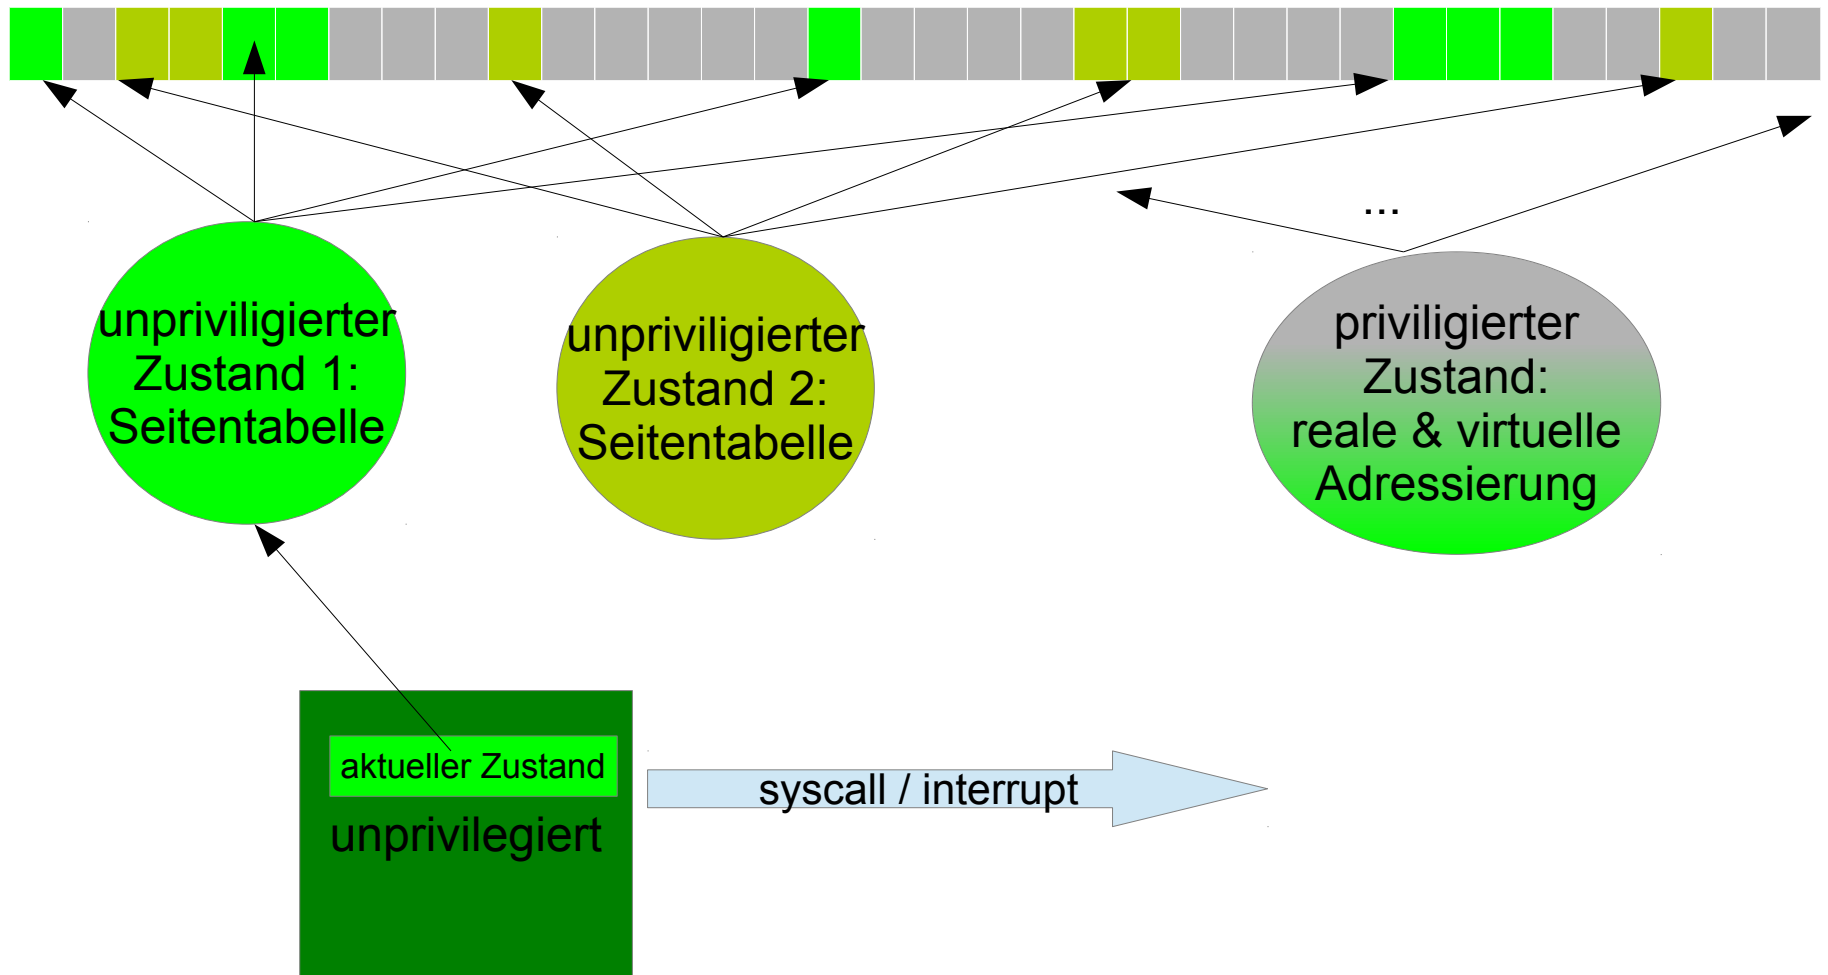 ...
unpriviligierter
Zustand 1:
Seitentabelle
unpriviligierter
Zustand 2:
Seitentabelle
priviligierter
Zustand:
reale & virtuelle
Adressierung
aktueller Zustand
unprivilegiert
syscall / interrupt